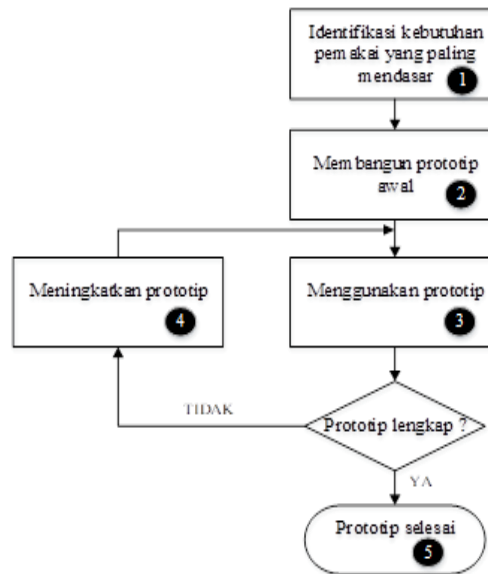 Identifikasi kebutuhan
pemakai yang paling
mendasar
1
Membangun prototip
awal
2
Meningkatkan prototip
4
Menggunakan prototip
3
TIDAK
Prototip lengkap ?
YA
Prototip selesai
5